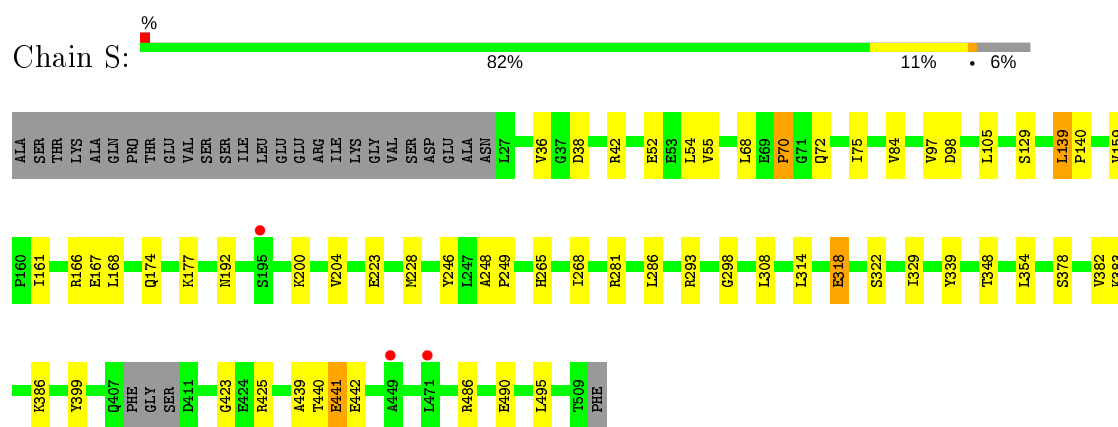 %
Chain S:
82% 11% • 6%
ALA SER THR LYS ALA GLN PRO THR GLU VAL SER SER ILE LEU GLU GLU ARG ILE LYS GLY VAL SER ASP GLU ALA ASN L27 V36 G37 D38 R42 E52 E53 L54 V55 L68 E69 P70 G71 Q72 I75 V84 V97 D98 L105 S129 L139 P140 V159
P160 I161 R166 E167 L168 Q174 K177 N192 S195 K200 V204 E223 M228 Y246 L247 A248 P249 H265 I268 R281 L286 R293 G298 L308 L314 E318 S322 I329 Y339 T348 L354 S378 V382 K383
K386 Y399 Q407 PHE GLY SER D411 G423 E424 R425 A439 T440 E441 E442 A449 L471 R486 E490 L495 T509 PHE